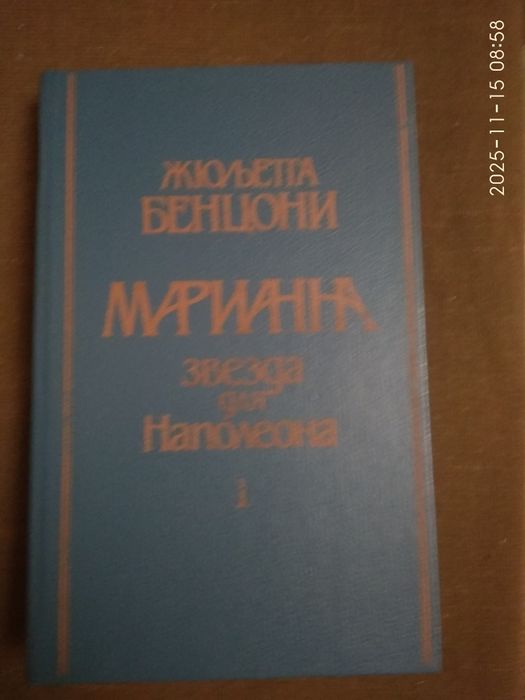 ЖЮЛЬЕТТА
БЕНЦОНИ
МАРИАННА
звезда
для
Наполеона
1
2025-11-15 08:58